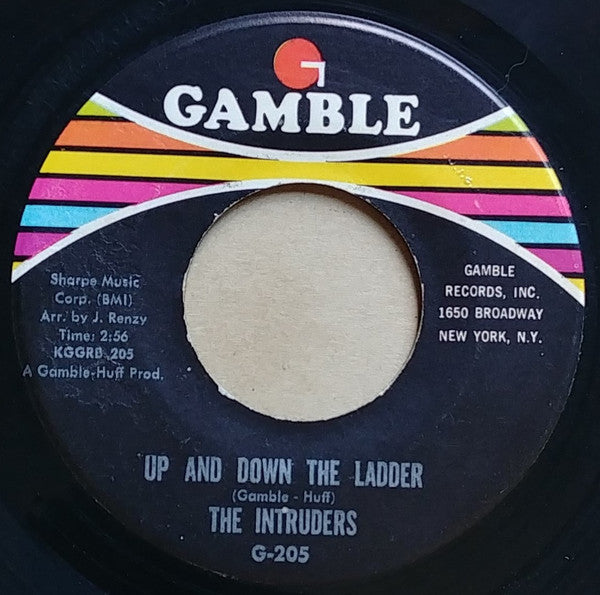 G
GAMBLE
Sharpe Music
Corp. (BMI)
Arr. by J. Renzy
Time: 2:56
KGGRB 205
A Gamble-Huff Prod.
GAMBLE
RECORDS, INC.
1650 BROADWAY
NEW YORK, N.Y.
UP AND DOWN THE LADDER
(Gamble - Huff)
THE INTRUDERS
G-205